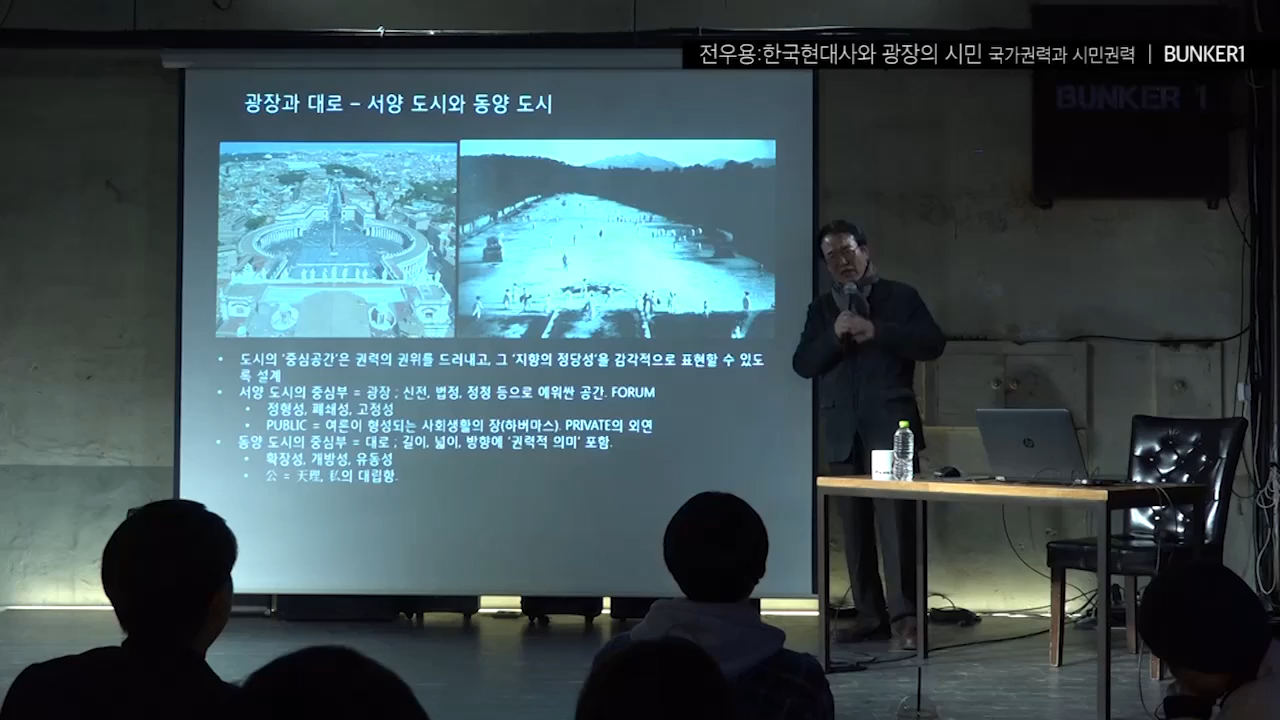 전우용:한국현대사와 광장의 시민 국가권력과 시민권력 | BUNKER1
BUNKER 1
광장과 대로 – 서양 도시와 동양 도시
• 도시의 '중심공간'은 권력의 권위를 드러내고, 그 '지향의 정당성'을 감각적으로 표현할 수 있도
록 설계
• 서양 도시의 중심부 = 광장 ; 신전, 법정, 정청 등으로 에워싼 공간. FORUM
• 정형성, 폐쇄성, 고정성
• PUBLIC = 여론이 형성되는 사회생활의 장(하버마스). PRIVATE의 외연
• 동양 도시의 중심부 = 대로 ; 길이, 넓이, 방향에 '권력적 의미' 포함.
• 확장성, 개방성, 유동성
• 公 = 天理, 私의 대립항.
hp